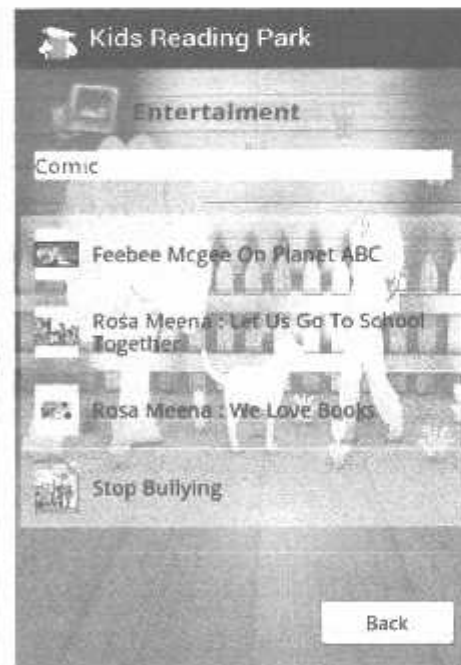 Kids Reading Park
Entertalment
Comic
Feebee Mcgee On Planet ABC
Rosa Meena : Let Us Go To School
Together
Rosa Meena : We Love Books
Stop Bullying
Back